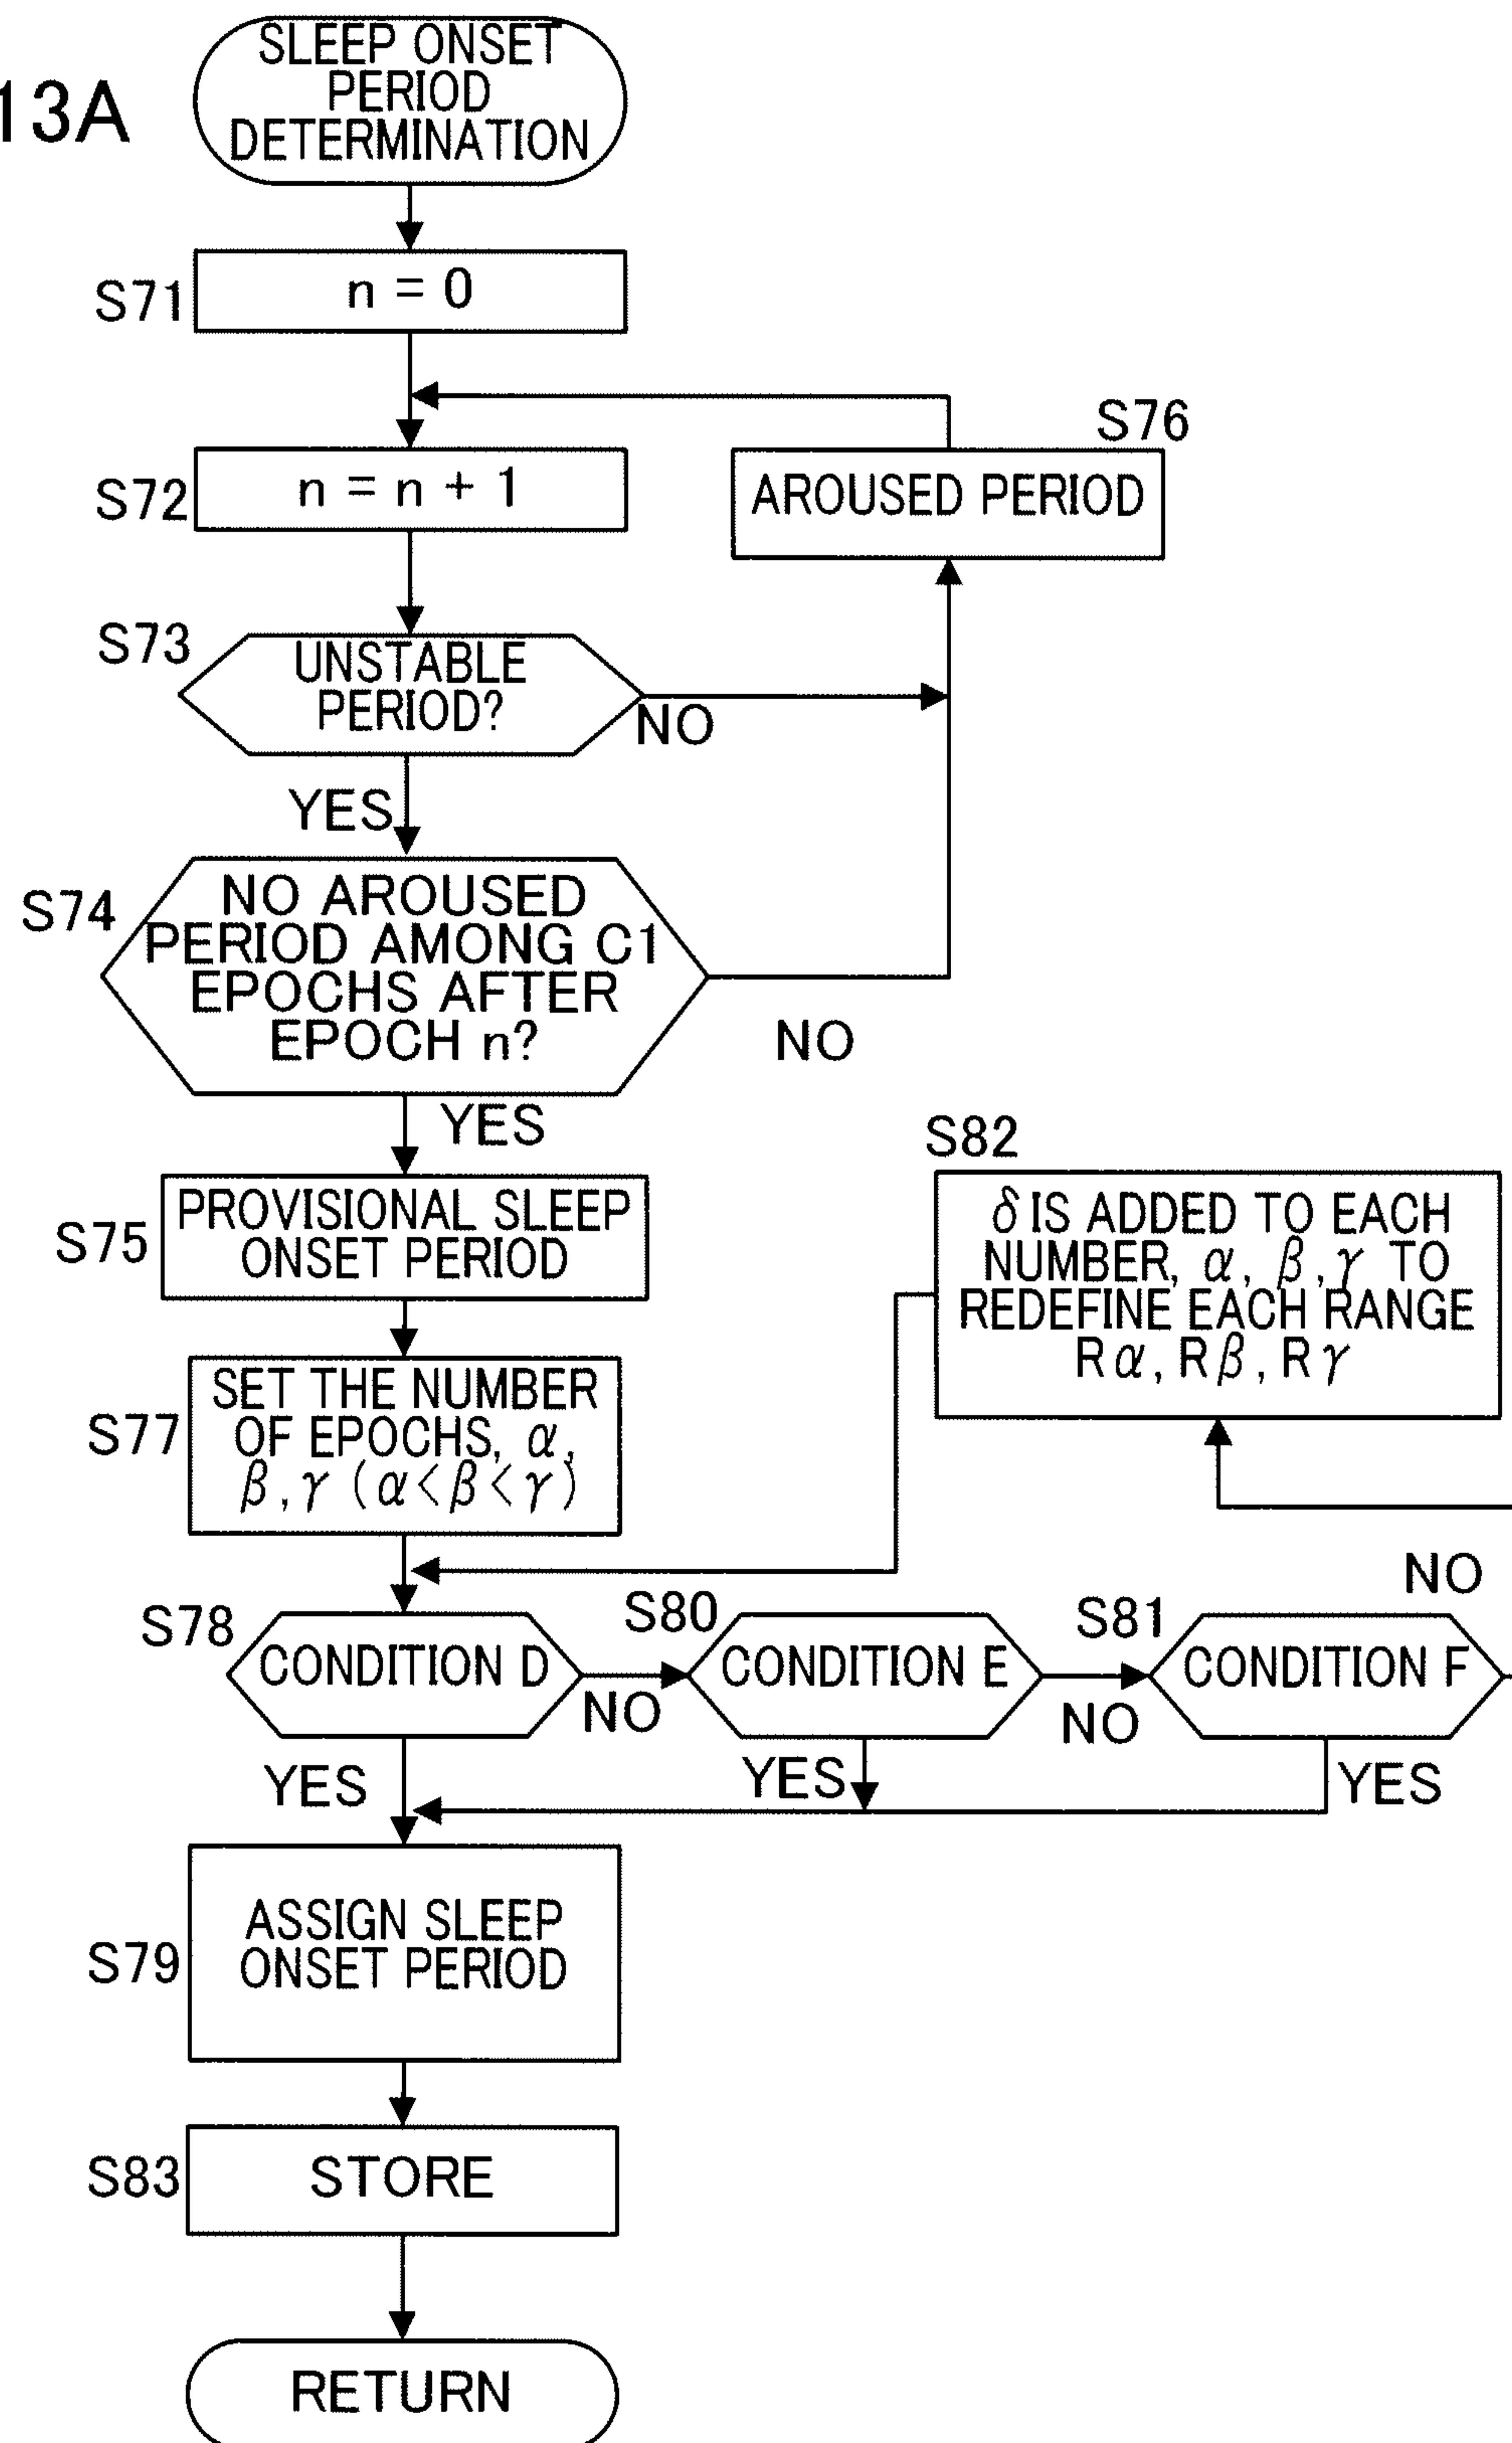 13A
SLEEP ONSET
PERIOD
DETERMINATION
S71
n = 0
S72
n = n + 1
S76
AROUSED PERIOD
S73
UNSTABLE
PERIOD?
NO
YES
S74
NO AROUSED
PERIOD AMONG C1
EPOCHS AFTER
EPOCH n?
NO
YES
S75
PROVISIONAL SLEEP
ONSET PERIOD
S82
δ IS ADDED TO EACH
NUMBER, α, β, γ TO
REDEFINE EACH RANGE
Rα, Rβ, Rγ
S77
SET THE NUMBER
OF EPOCHS, α,
β, γ (α<β<γ)
S78
CONDITION D
NO
S80
CONDITION E
NO
S81
CONDITION F
NO
YES
YES
YES
S79
ASSIGN SLEEP
ONSET PERIOD
S83
STORE
RETURN